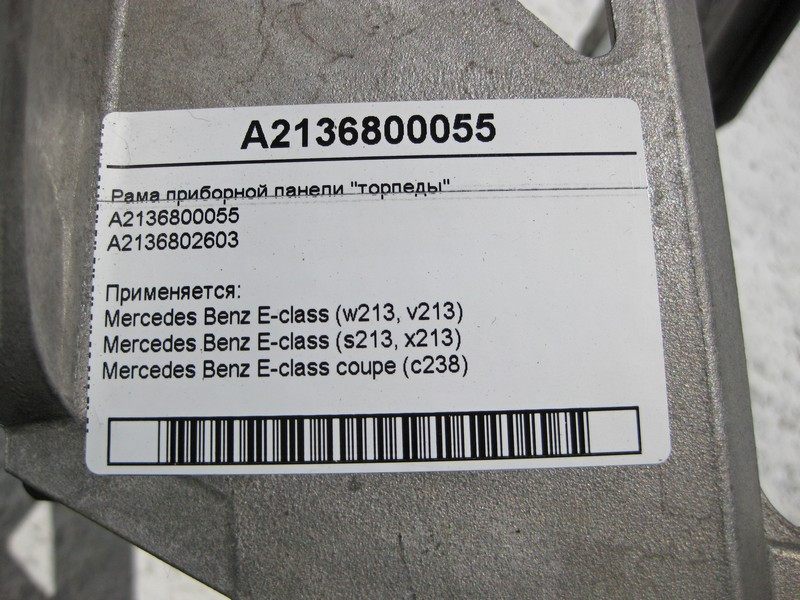 A2136800055
Рама приборной панели "торпеды"
A2136800055
A2136802603
Применяется:
Mercedes Benz E-class (w213, v213)
Mercedes Benz E-class (s213, x213)
Mercedes Benz E-class coupe (c238)